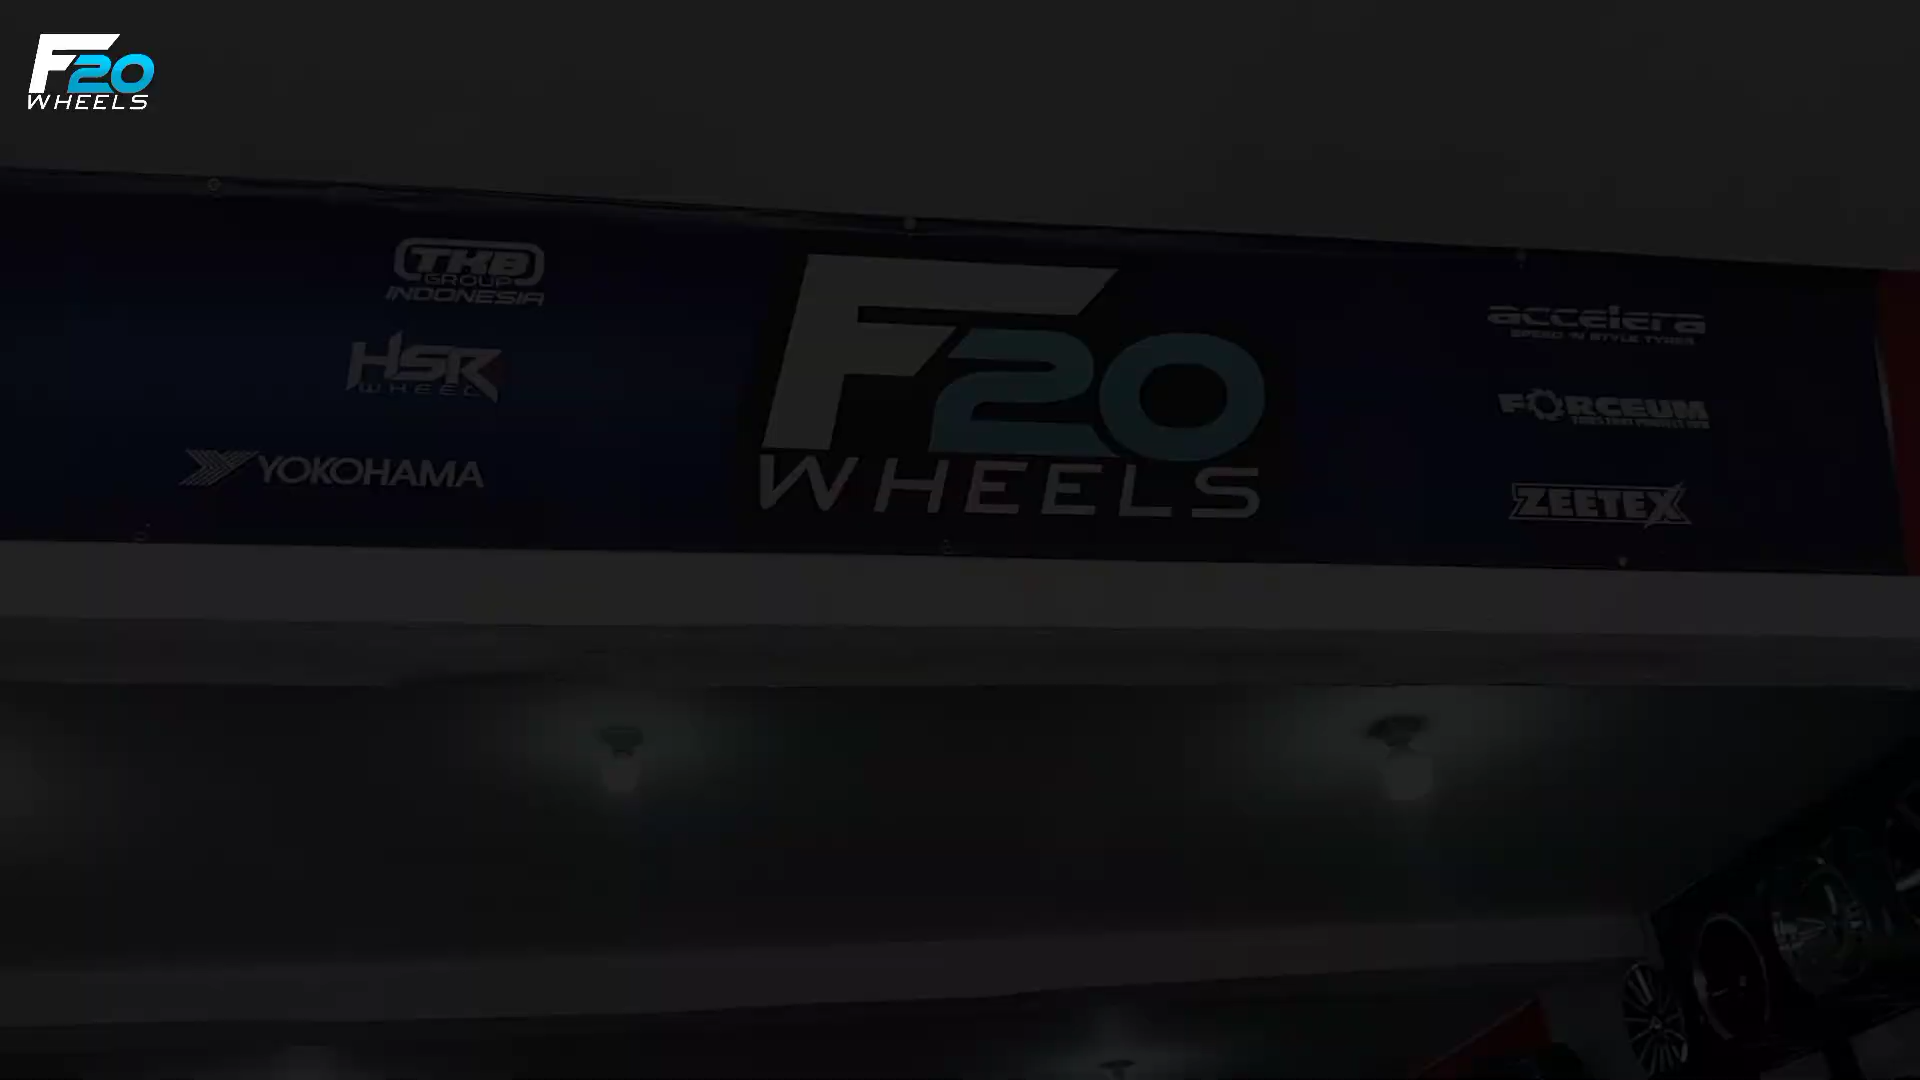 F20
WHEELS
TKB
GROUP
INDONESIA
HSR
WHEEL
YOKOHAMA
F20
WHEELS
accelera
SPEED 'N STYLE TYRES
FORCEUM
ZEETEX